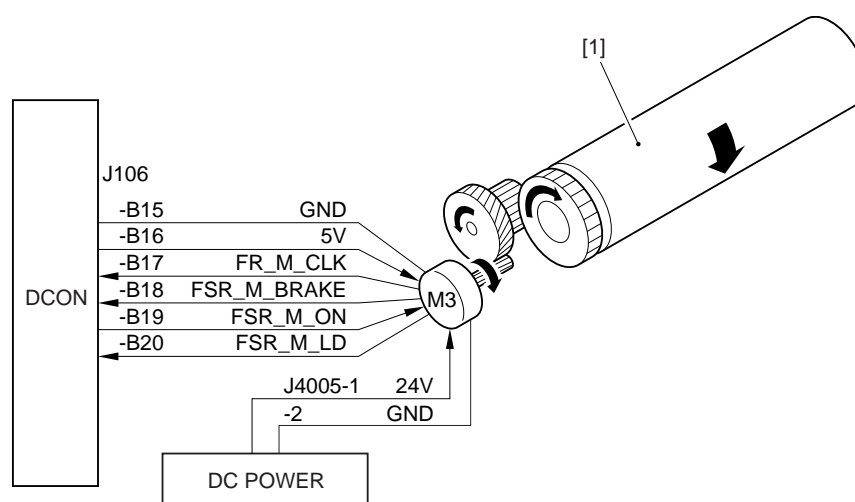 [1]
J106
-B15 GND
-B16 5V
-B17 FR_M_CLK
-B18 FSR_M_BRAKE
-B19 FSR_M_ON
-B20 FSR_M_LD
DCON
M3
J4005-1 24V
-2 GND
DC POWER